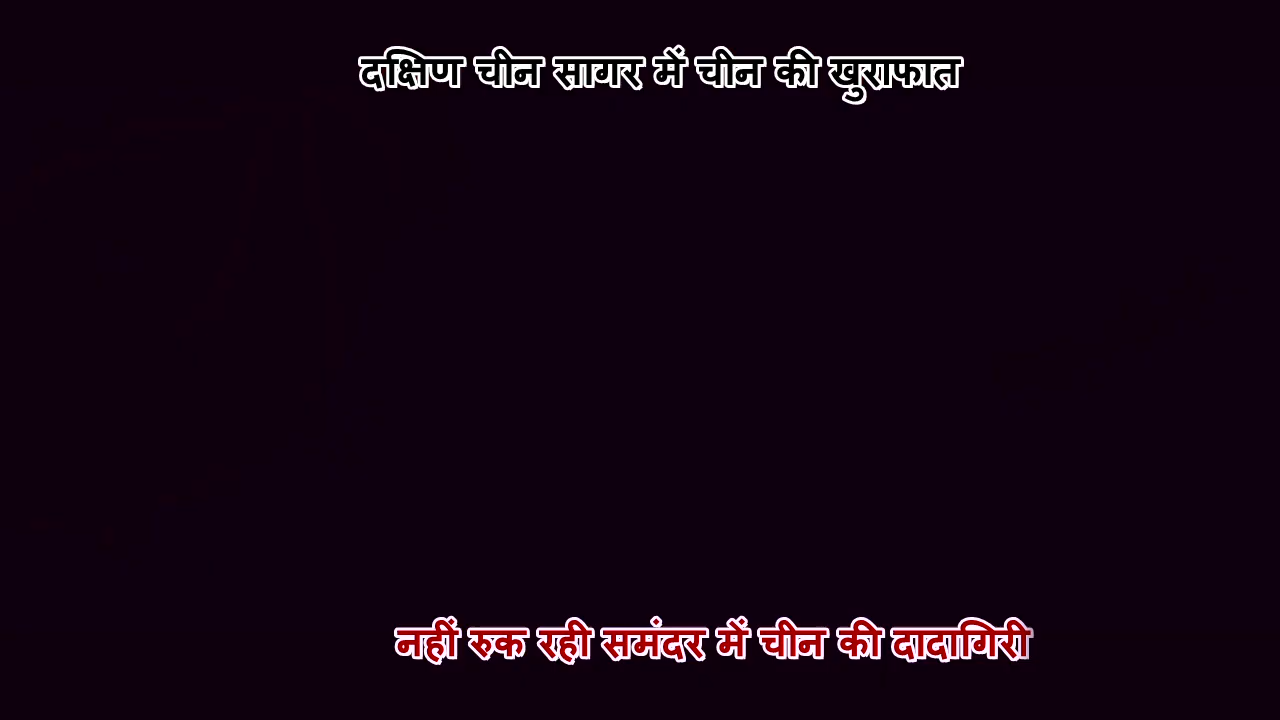 दक्षिण चीन सागर में चीन की खुराफात
नहीं रुक रही समंदर में चीन की दादागिरी